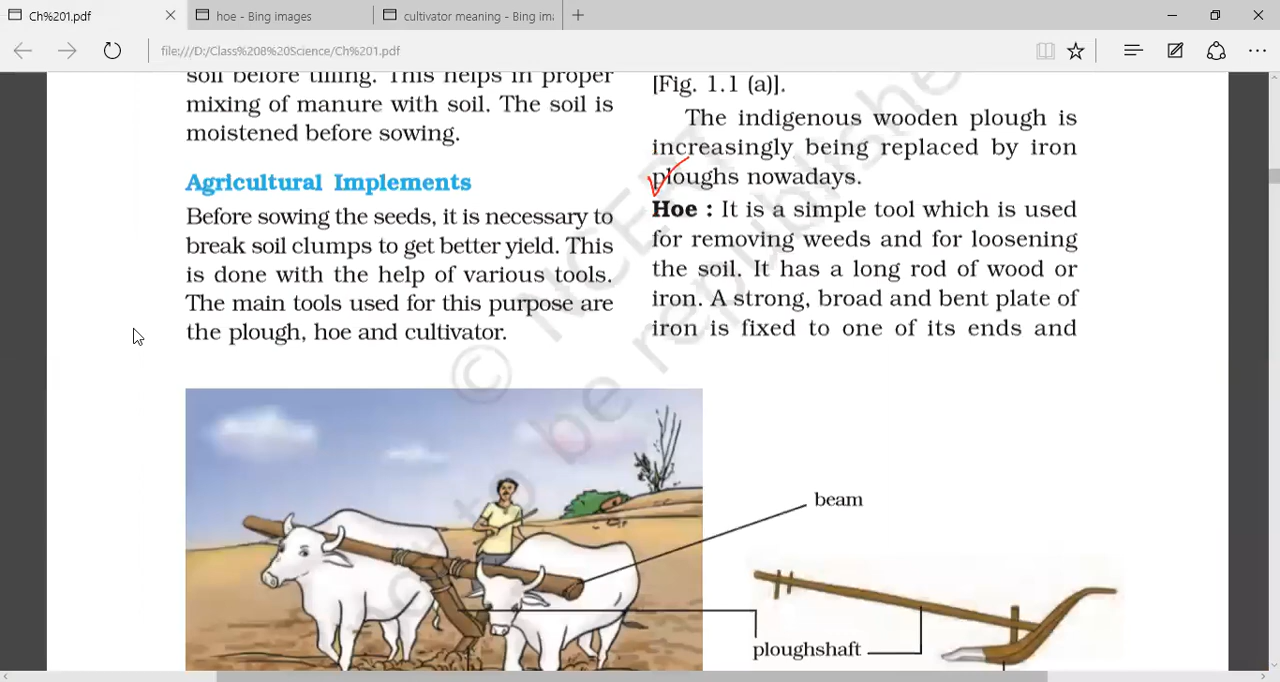 Ch%201.pdf
hoe - Bing images
cultivator meaning - Bing ima
file:///D:/Class%208%20Science/Ch%201.pdf
soil before tilling. This helps in proper
mixing of manure with soil. The soil is
moistened before sowing.
Agricultural Implements
Before sowing the seeds, it is necessary to
break soil clumps to get better yield. This
is done with the help of various tools.
The main tools used for this purpose are
the plough, hoe and cultivator.
[Fig. 1.1 (a)].
The indigenous wooden plough is
increasingly being replaced by iron
ploughs nowadays.
Hoe : It is a simple tool which is used
for removing weeds and for loosening
the soil. It has a long rod of wood or
iron. A strong, broad and bent plate of
iron is fixed to one of its ends and
beam
ploughshaft
© NCERT
to be republished